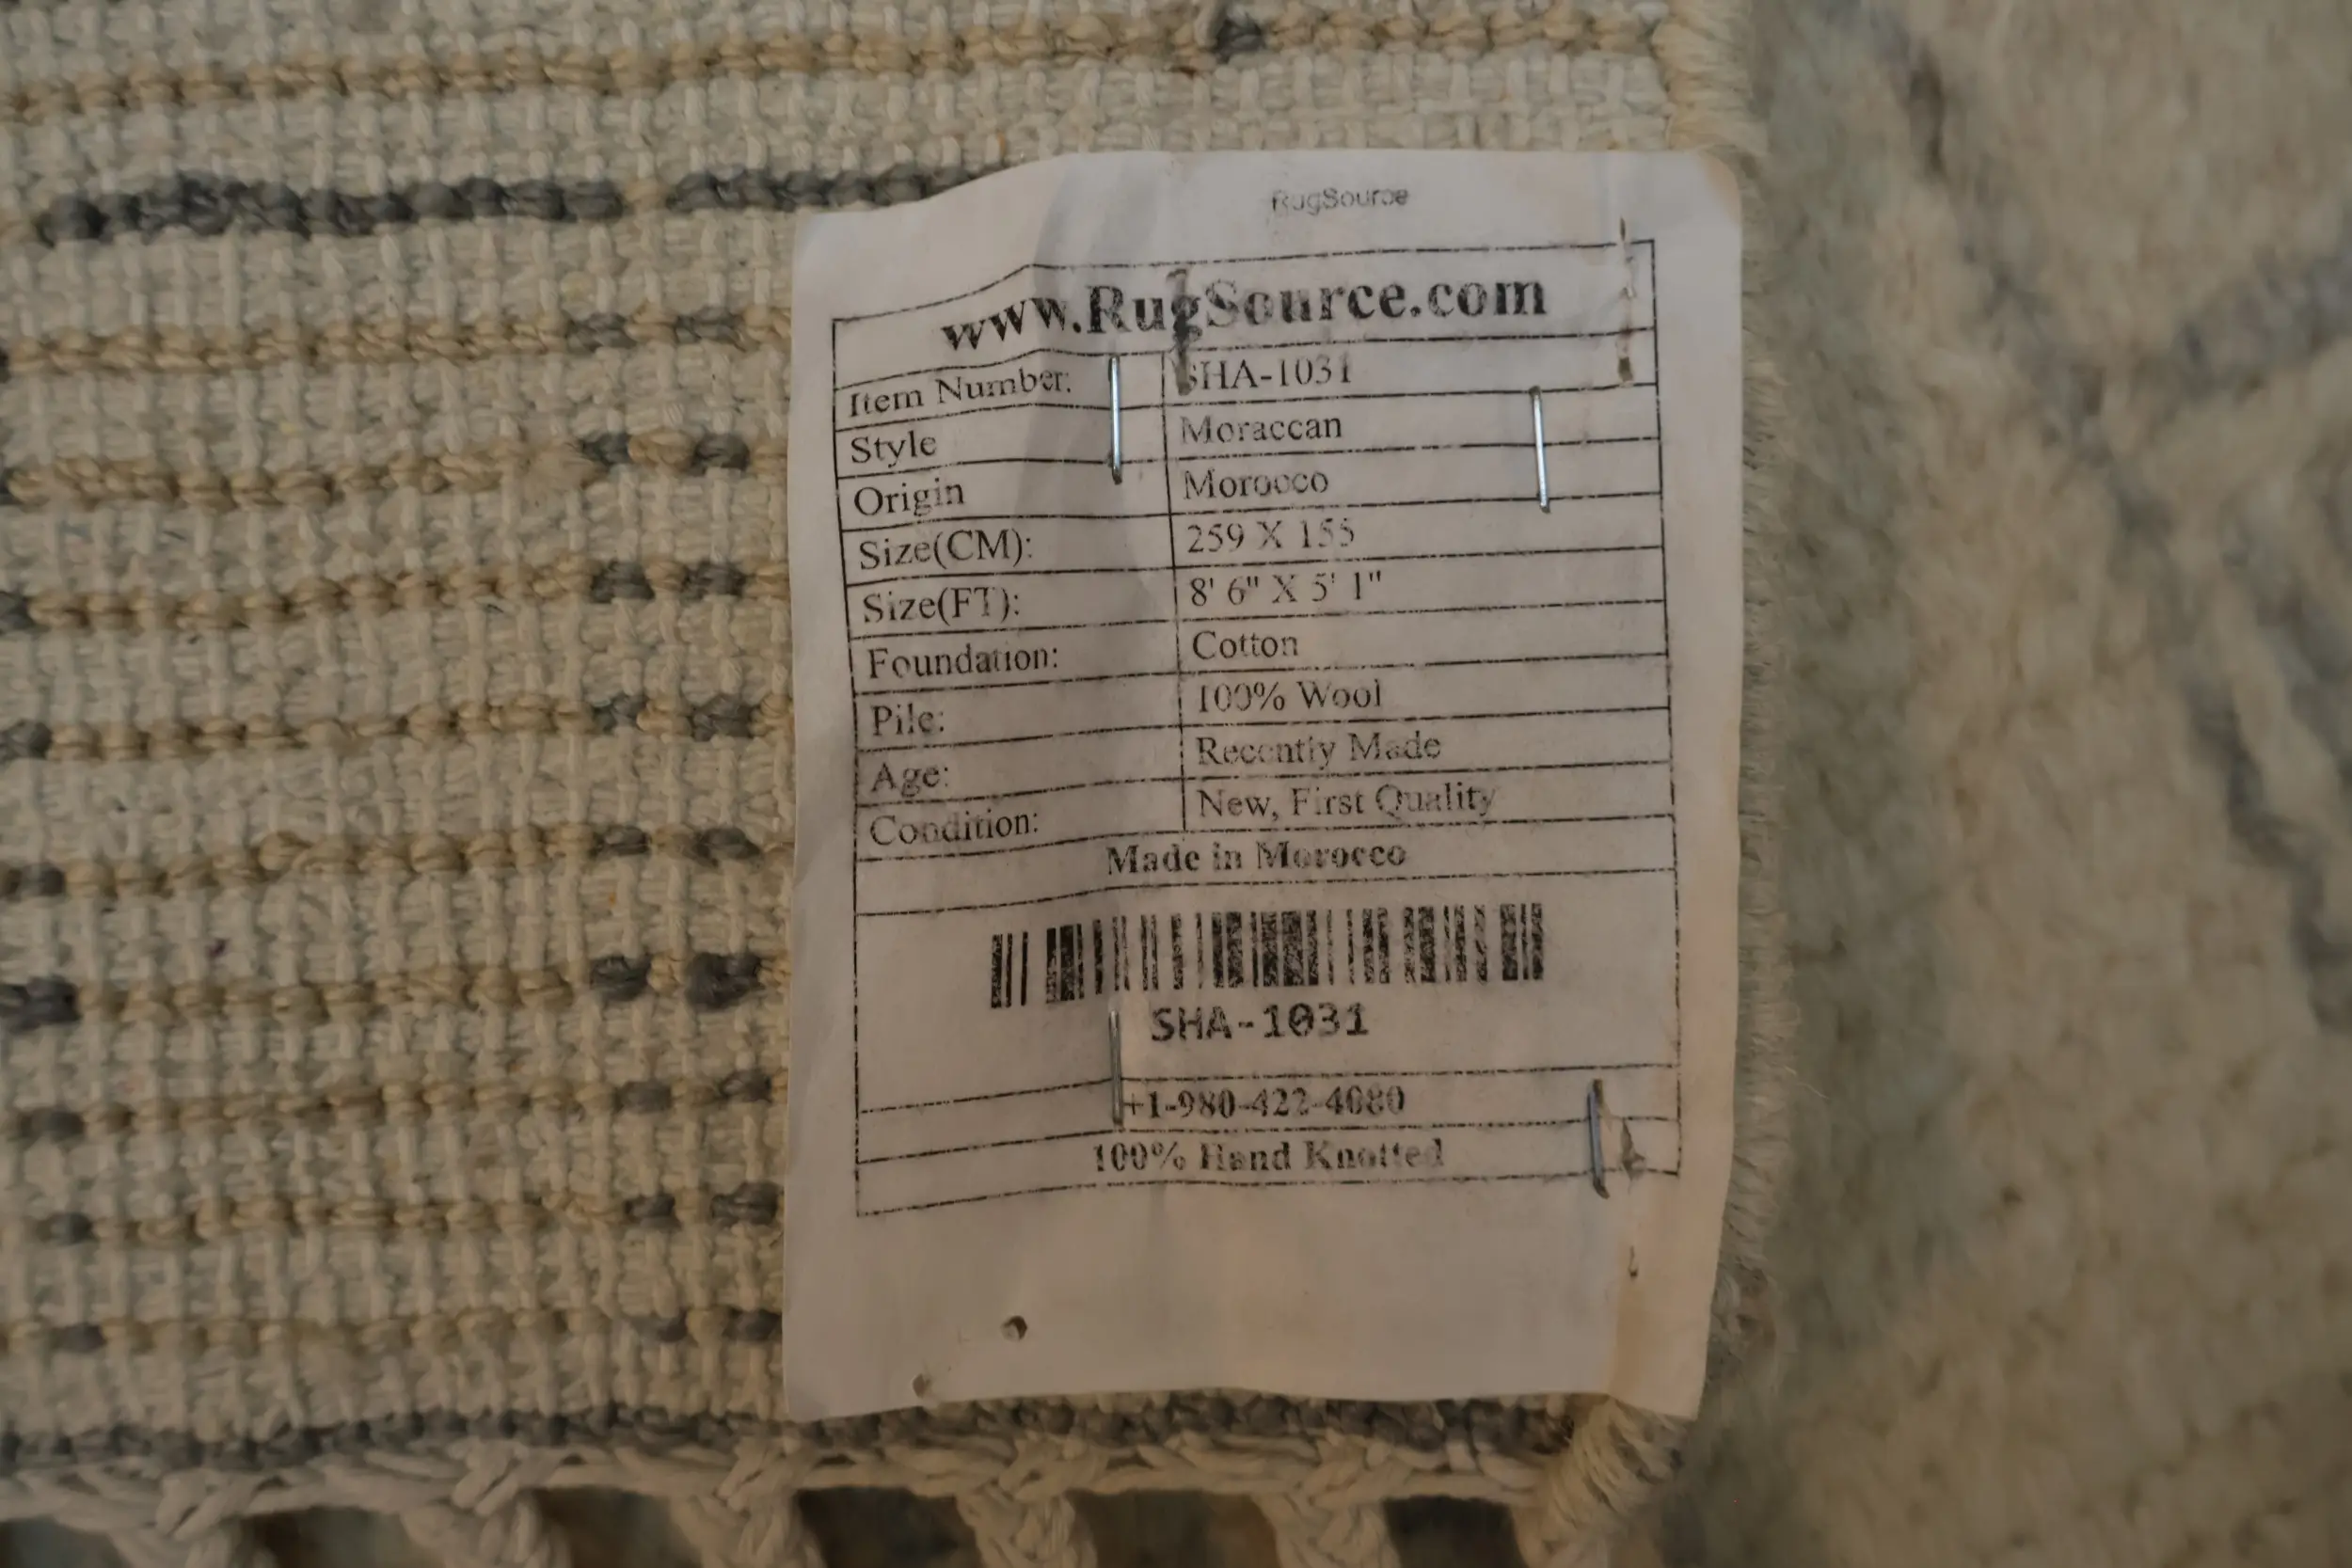 RugSource
www.RugSource.com
Item Number: SHA-1031
Style Moraccan
Origin Morocco
Size(CM): 259 X 155
Size(FT): 8' 6" X 5' 1"
Foundation: Cotton
Pile: 100% Wool
Age: Recently Made
Condition: New, First Quality
Made in Morocco
SHA-1031
+1-980-422-4080
100% Hand Knotted